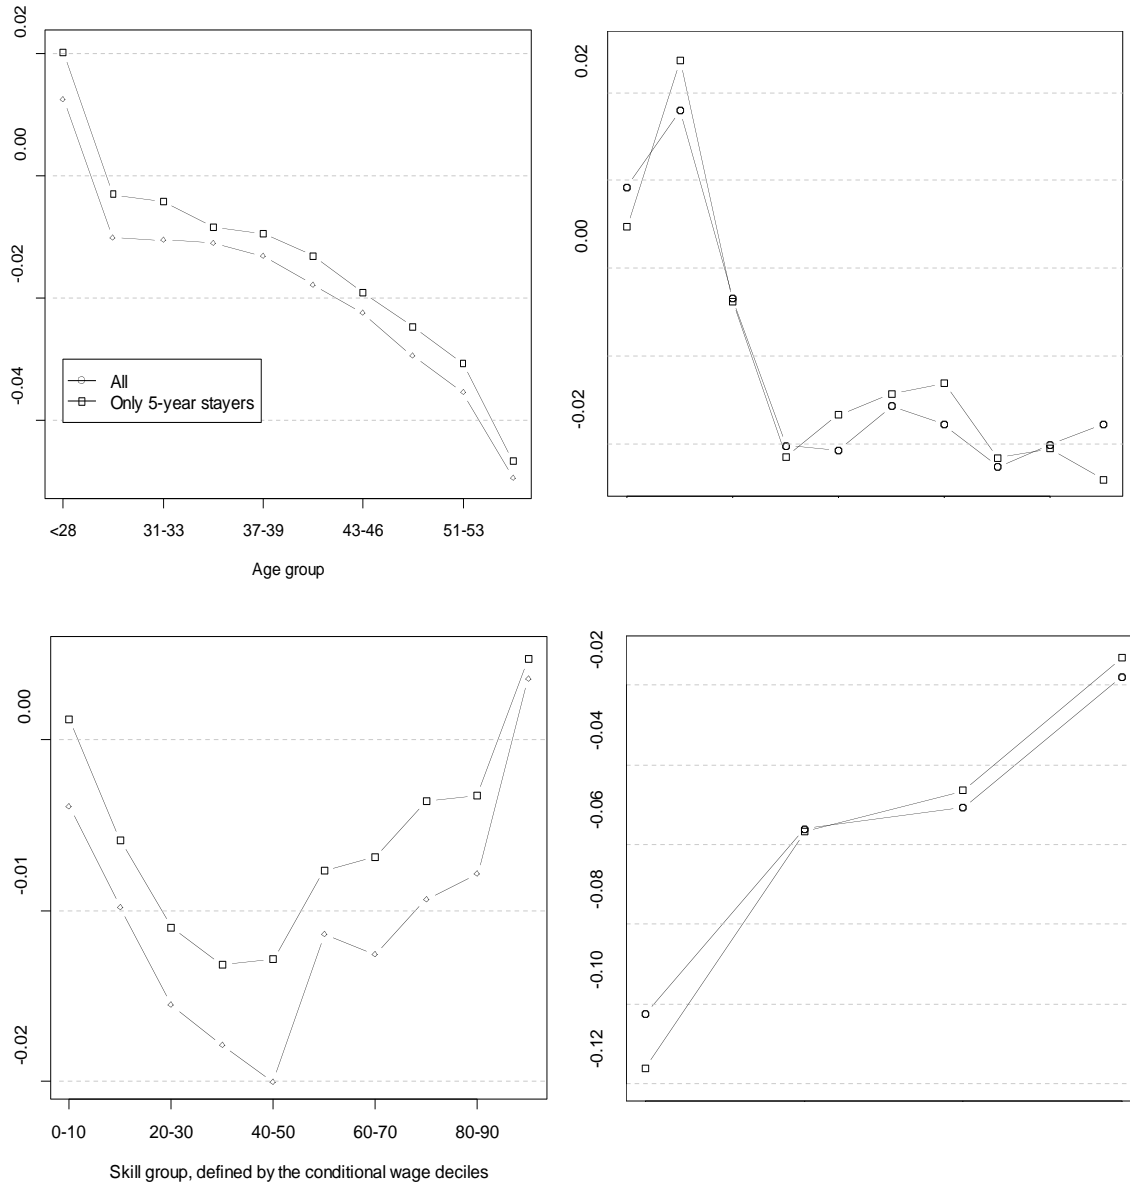 0.02
0.00
-0.02
-0.04
All
Only 5-year stayers
<28 31-33 37-39 43-46 51-53
Age group
0.02
0.00
-0.02
0.00
-0.01
-0.02
0-10 20-30 40-50 60-70 80-90
Skill group, defined by the conditional wage deciles
-0.02
-0.04
-0.06
-0.08
-0.10
-0.12